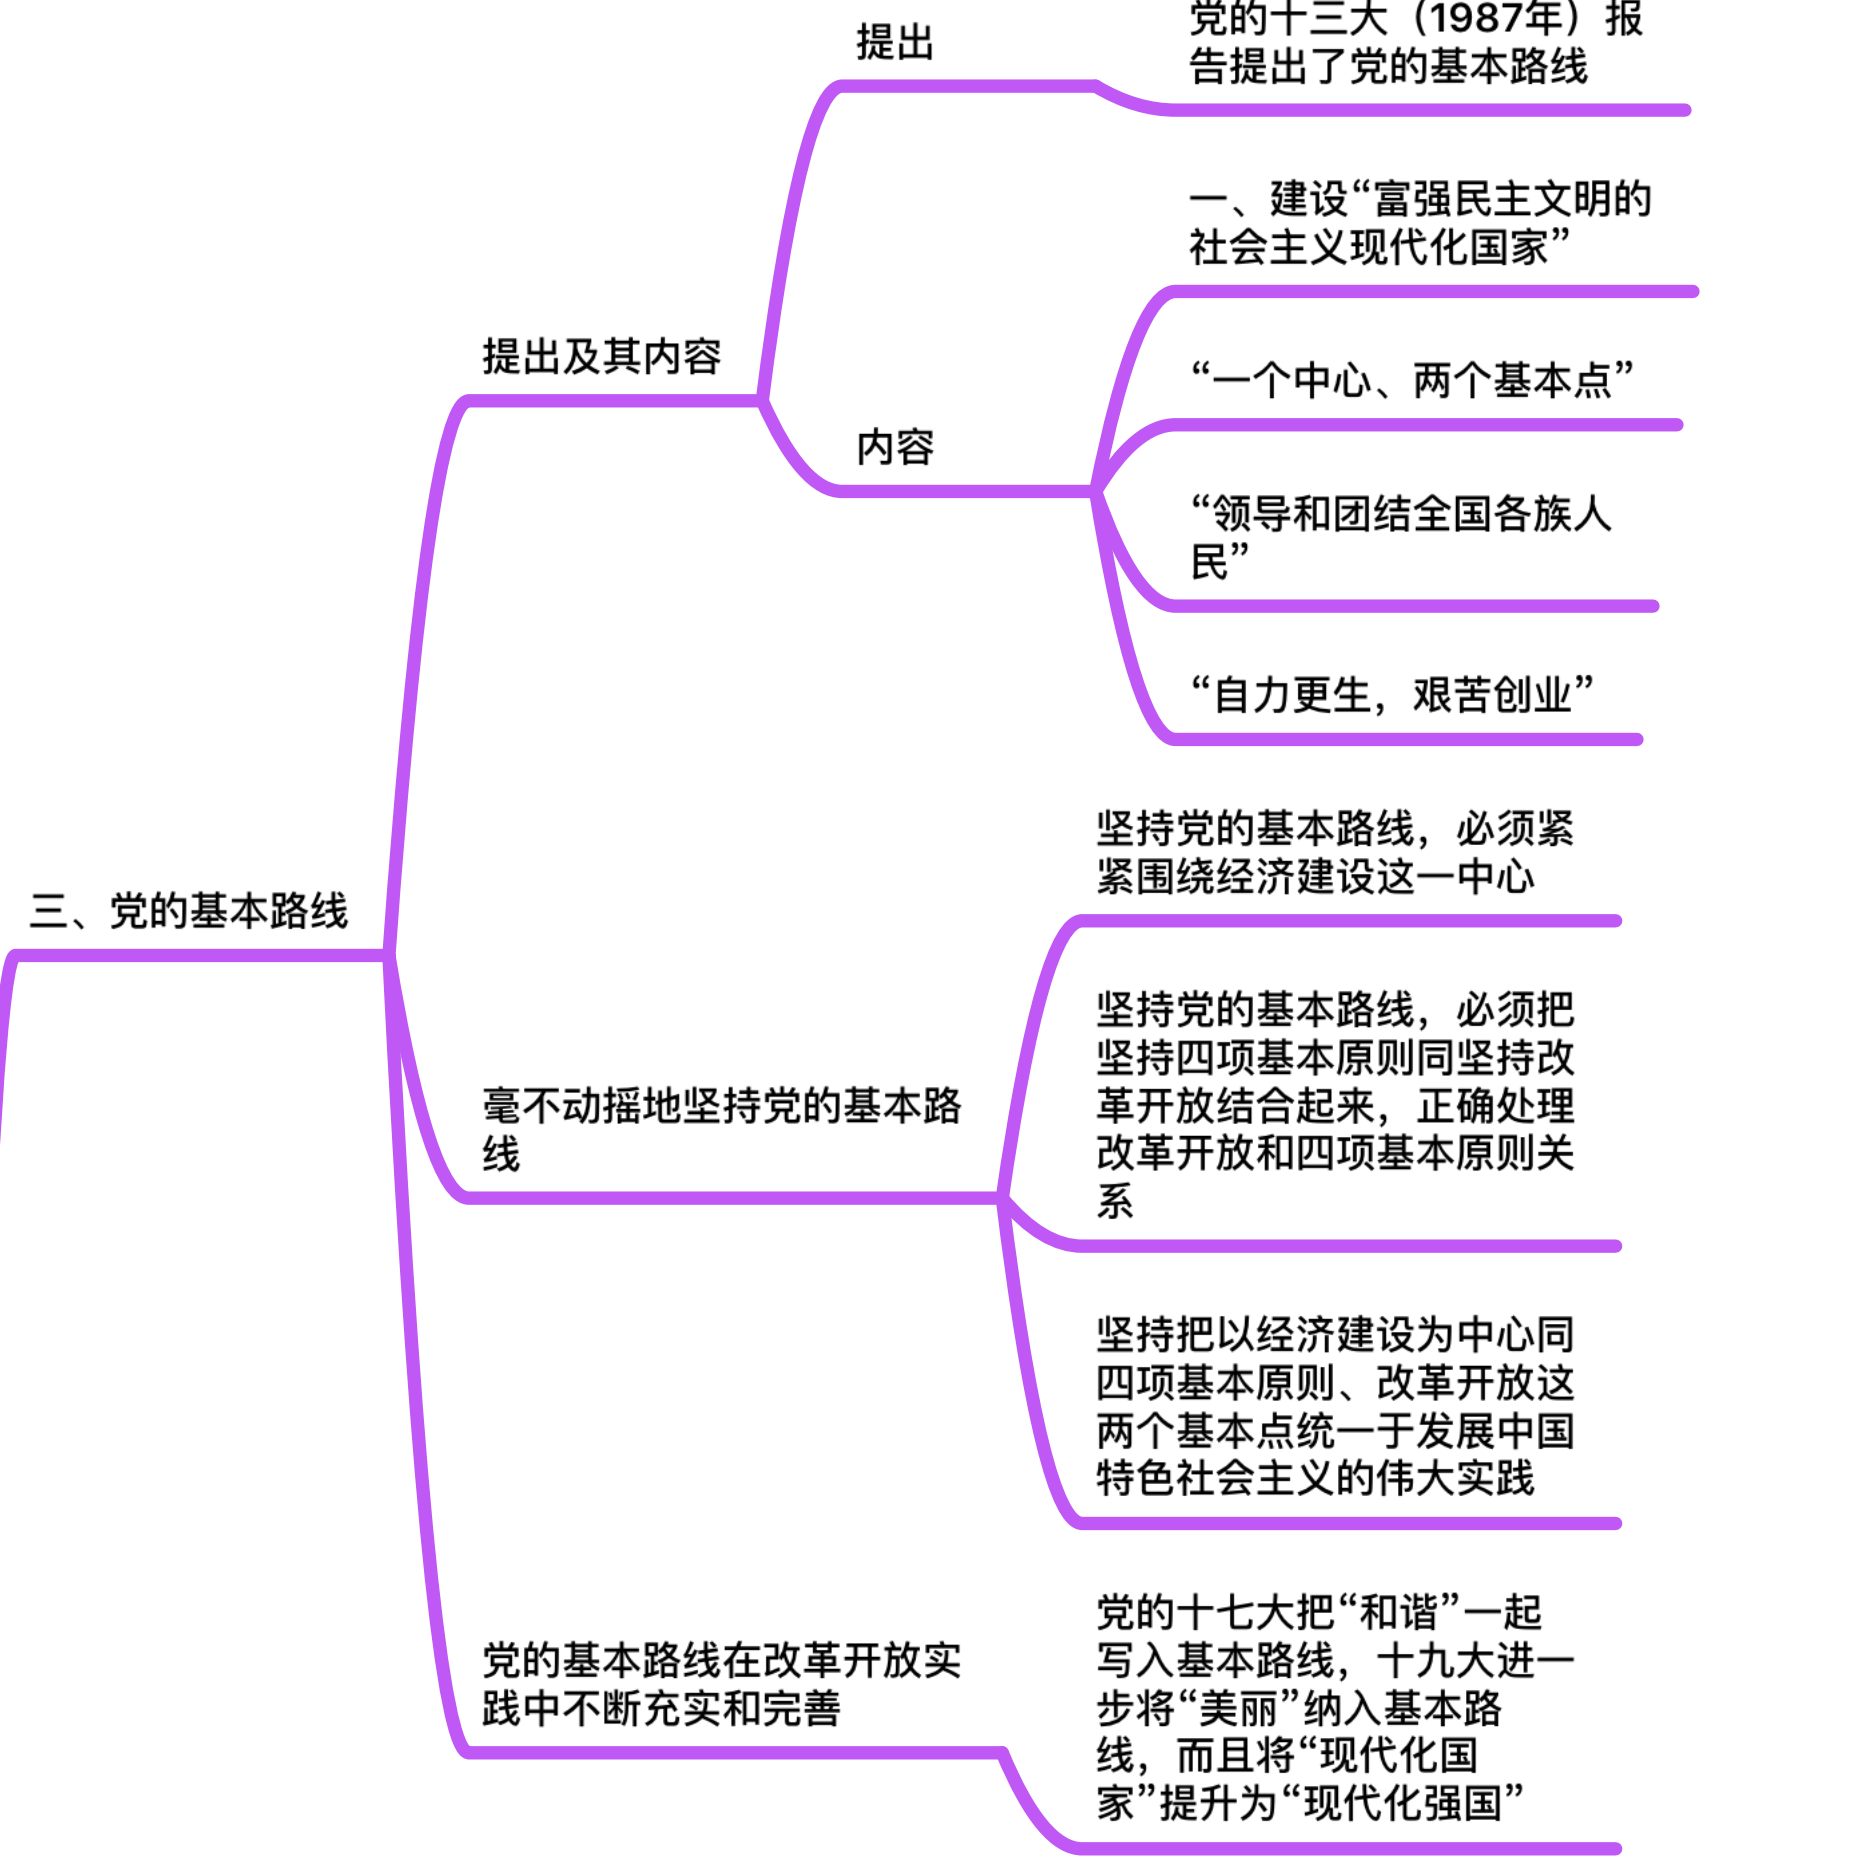 三、党的基本路线
提出及其内容
提出
党的十三大（1987年）报
告提出了党的基本路线
内容
一、建设“富强民主文明的
社会主义现代化国家”
“一个中心、两个基本点”
“领导和团结全国各族人
民”
“自力更生，艰苦创业”
毫不动摇地坚持党的基本路
线
坚持党的基本路线，必须紧
紧围绕经济建设这一中心
坚持党的基本路线，必须把
坚持四项基本原则同坚持改
革开放结合起来，正确处理
改革开放和四项基本原则关
系
坚持把以经济建设为中心同
四项基本原则、改革开放这
两个基本点统一于发展中国
特色社会主义的伟大实践
党的基本路线在改革开放实
践中不断充实和完善
党的十七大把“和谐”一起
写入基本路线，十九大进一
步将“美丽”纳入基本路
线，而且将“现代化国
家”提升为“现代化强国”